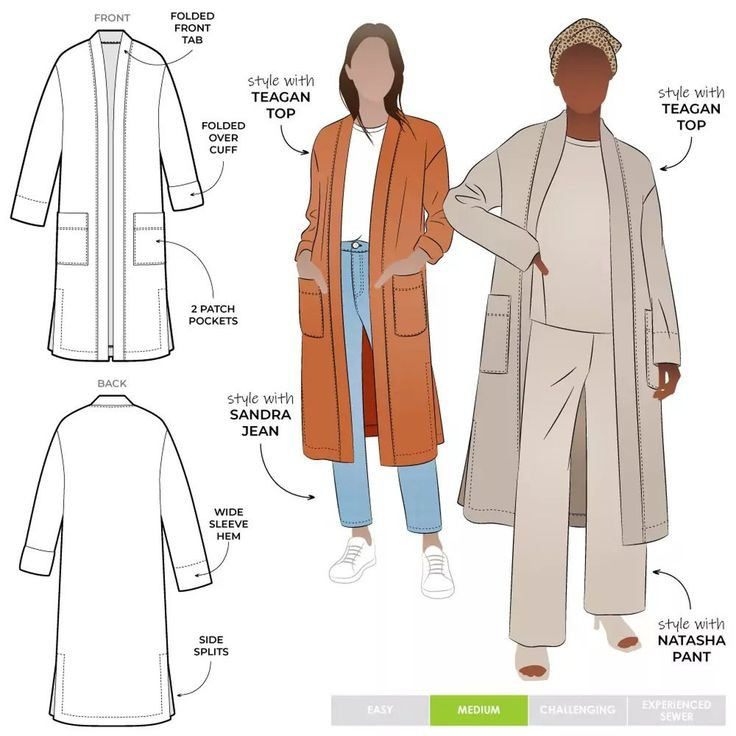 FRONT
FOLDED
FRONT
TAB
FOLDED
OVER
CUFF
2 PATCH
POCKETS
BACK
WIDE
SLEEVE
HEM
SIDE
SPLITS
style with
TEAGAN
TOP
style with
SANDRA
JEAN
style with
TEAGAN
TOP
style with
NATASHA
PANT
EASY
MEDIUM
CHALLENGING
EXPERIENCED
SEWER